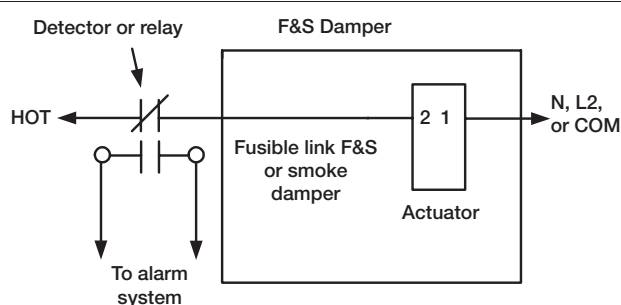 Detector or relay
F&S Damper
HOT
2 1
N, L2,
or COM
Fusible link F&S
or smoke
damper
Actuator
To alarm
system